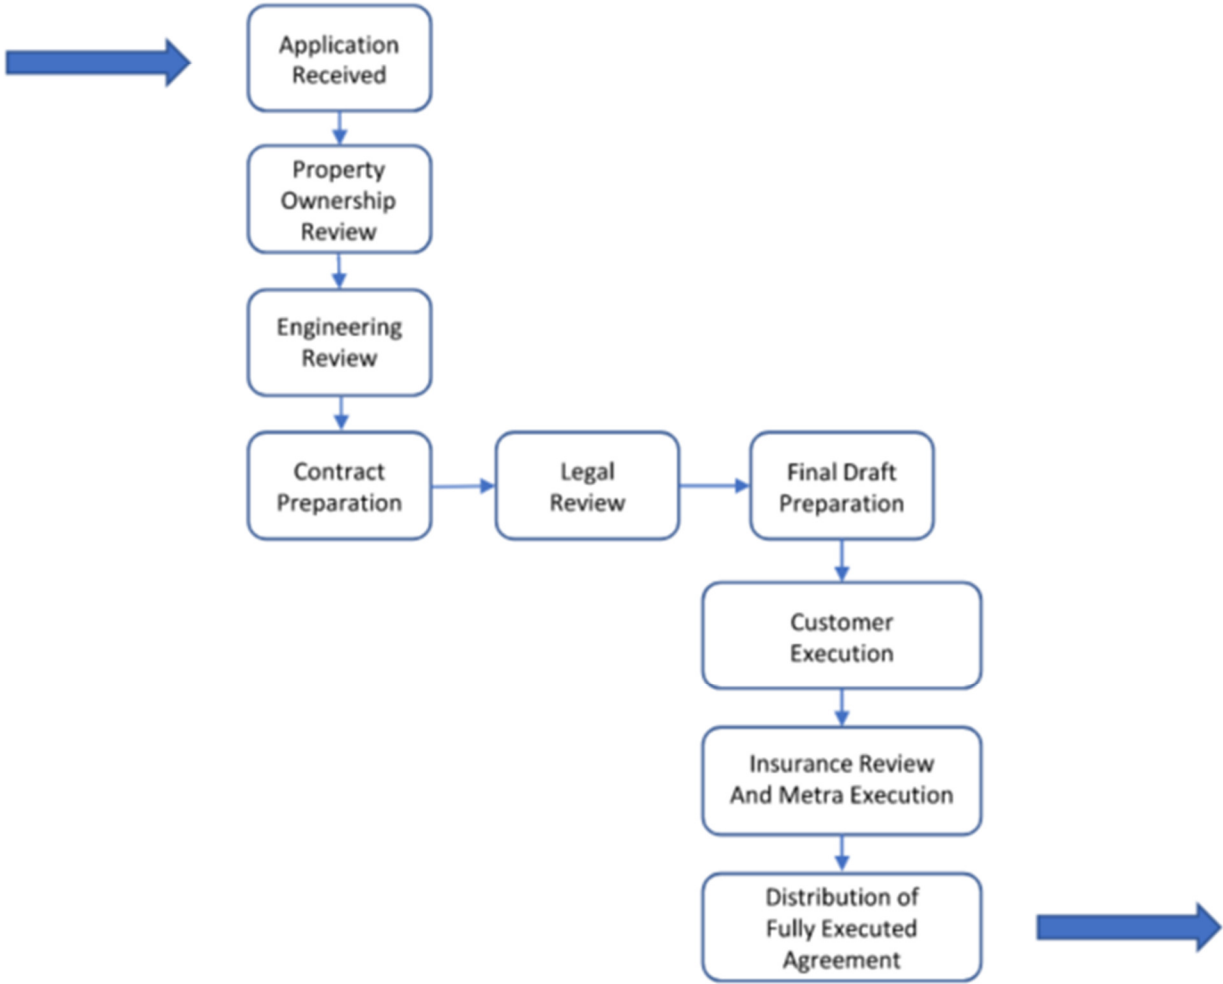 Application
Received
Property
Ownership
Review
Engineering
Review
Contract
Preparation
Legal
Review
Final Draft
Preparation
Customer
Execution
Insurance Review
And Metra Execution
Distribution of
Fully Executed
Agreement